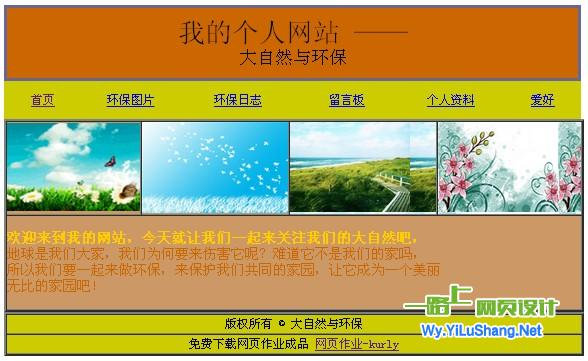 我的个人网站 ——
大自然与环保
首页 环保图片 环保日志 留言板 个人资料 爱好
欢迎来到我的网站，今天就让我们一起来关注我们的大自然吧，
地球是我们大家，我们为何要来伤害它呢？难道它不是我们的家吗，
所以我们要一起来做环保，来保护我们共同的家园，让它成为一个美丽
无比的家园吧！
一路上 网页设计
Wy.YiLuShang.Net
版权所有 © 大自然与环保
免费下载网页作业成品 网页作业-kurly